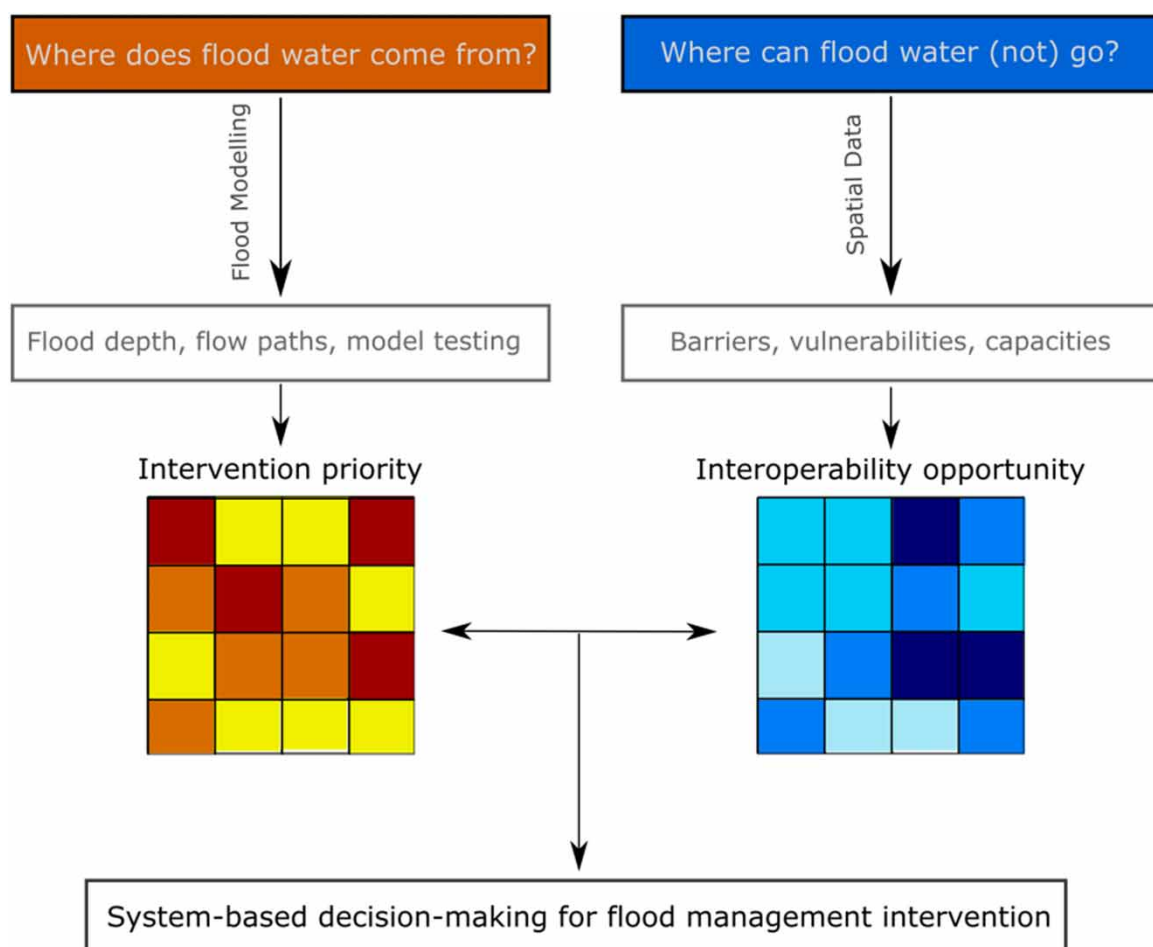 Where does flood water come from?
Where can flood water (not) go?
Flood Modelling
Spatial Data
Flood depth, flow paths, model testing
Barriers, vulnerabilities, capacities
Intervention priority
Interoperability opportunity
System-based decision-making for flood management intervention